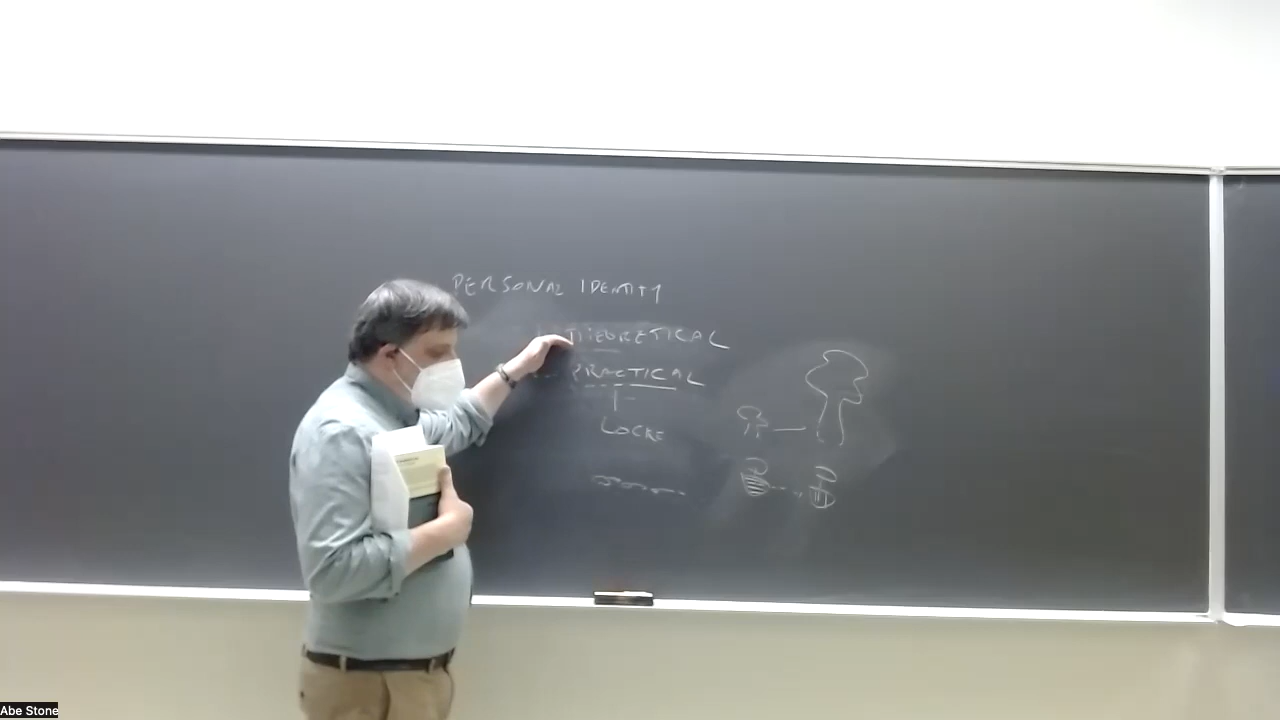 PERSONAL IDENTITY
THEORETICAL
PRACTICAL
LOCKE
Abe Stone